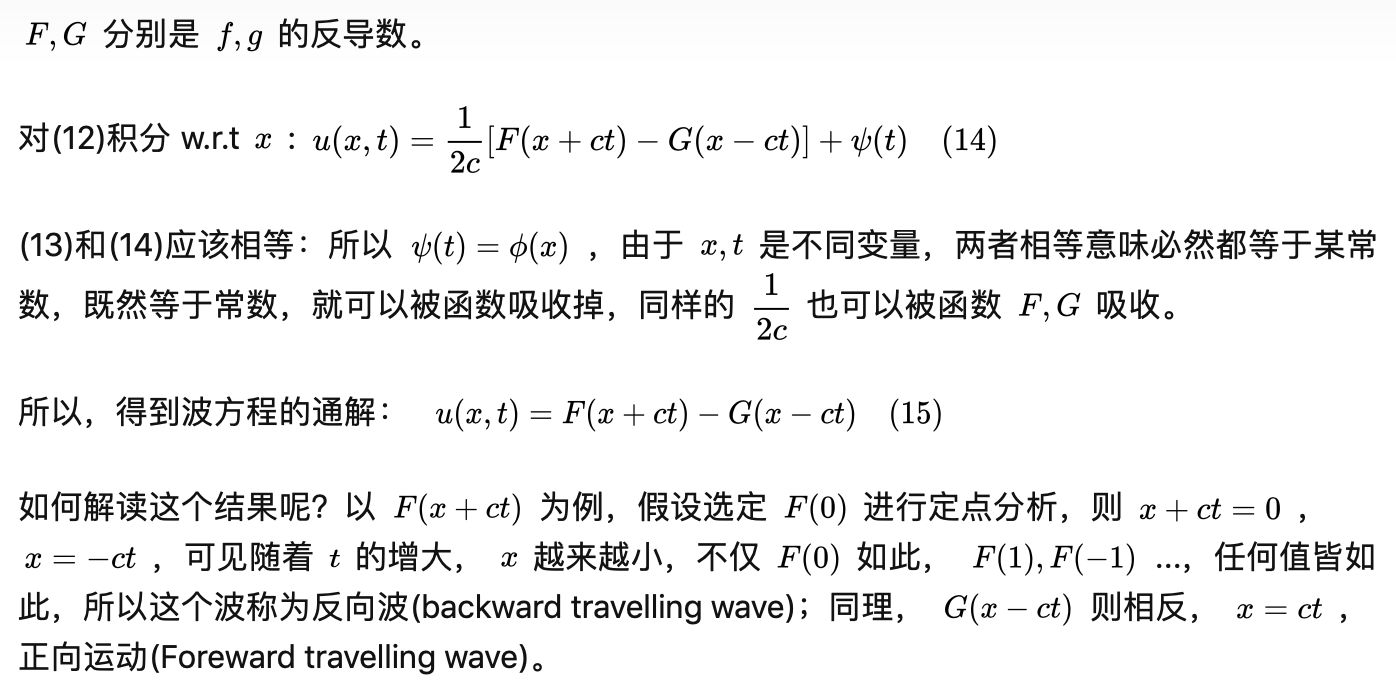 F, G 分别是 f, g 的反导数。
对(12)积分 w.r.t x : u(x, t) = \frac{1}{2c}[F(x + ct) − G(x − ct)] + ψ(t) (14)
(13)和(14)应该相等：所以 ψ(t) = ϕ(x) ，由于 x, t 是不同变量，两者相等意味必然都等于某常
数，既然等于常数，就可以被函数吸收掉，同样的 \frac{1}{2c} 也可以被函数 F, G 吸收。
所以，得到波方程的通解： u(x, t) = F(x + ct) − G(x − ct) (15)
如何解读这个结果呢？以 F(x + ct) 为例，假设选定 F(0) 进行定点分析，则 x + ct = 0 ，
x = −ct ，可见随着 t 的增大， x 越来越小，不仅 F(0) 如此， F(1), F(−1) ...，任何值皆如
此，所以这个波称为反向波(backward travelling wave)；同理， G(x − ct) 则相反， x = ct ，
正向运动(Foreward travelling wave)。